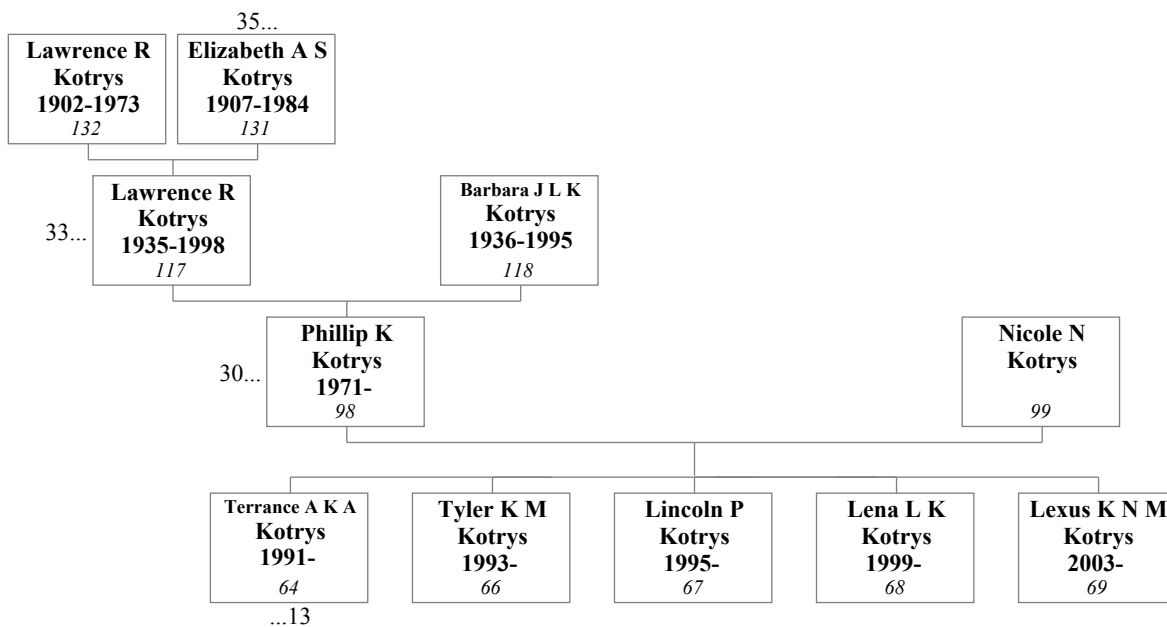 35...
Lawrence R
Kotrys
1902-1973
132
Elizabeth A S
Kotrys
1907-1984
131
33...
Lawrence R
Kotrys
1935-1998
117
Barbara J L K
Kotrys
1936-1995
118
30...
Phillip K
Kotrys
1971-
98
Nicole N
Kotrys
99
Terrance A K A
Kotrys
1991-
64
Tyler K M
Kotrys
1993-
66
Lincoln P
Kotrys
1995-
67
Lena L K
Kotrys
1999-
68
Lexus K N M
Kotrys
2003-
69
...13